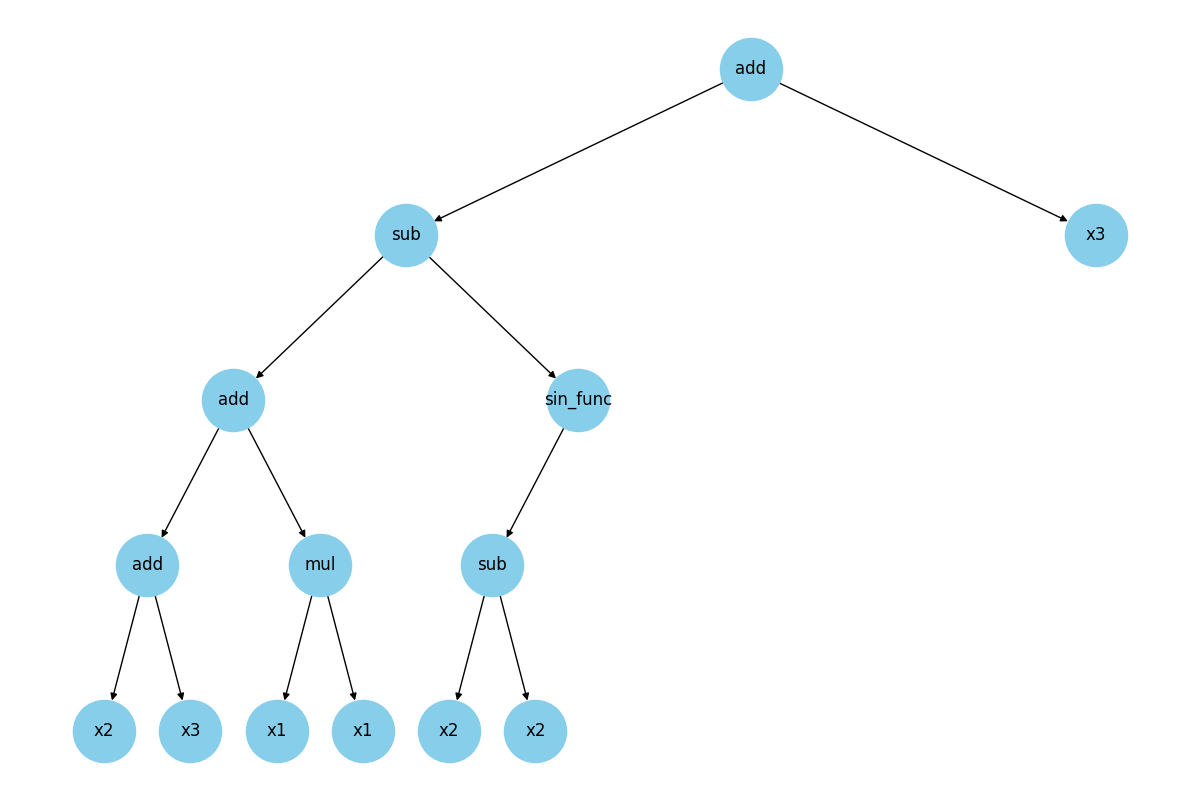 add
sub
x3
add
sin_func
add
mul
sub
x2
x3
x1
x1
x2
x2